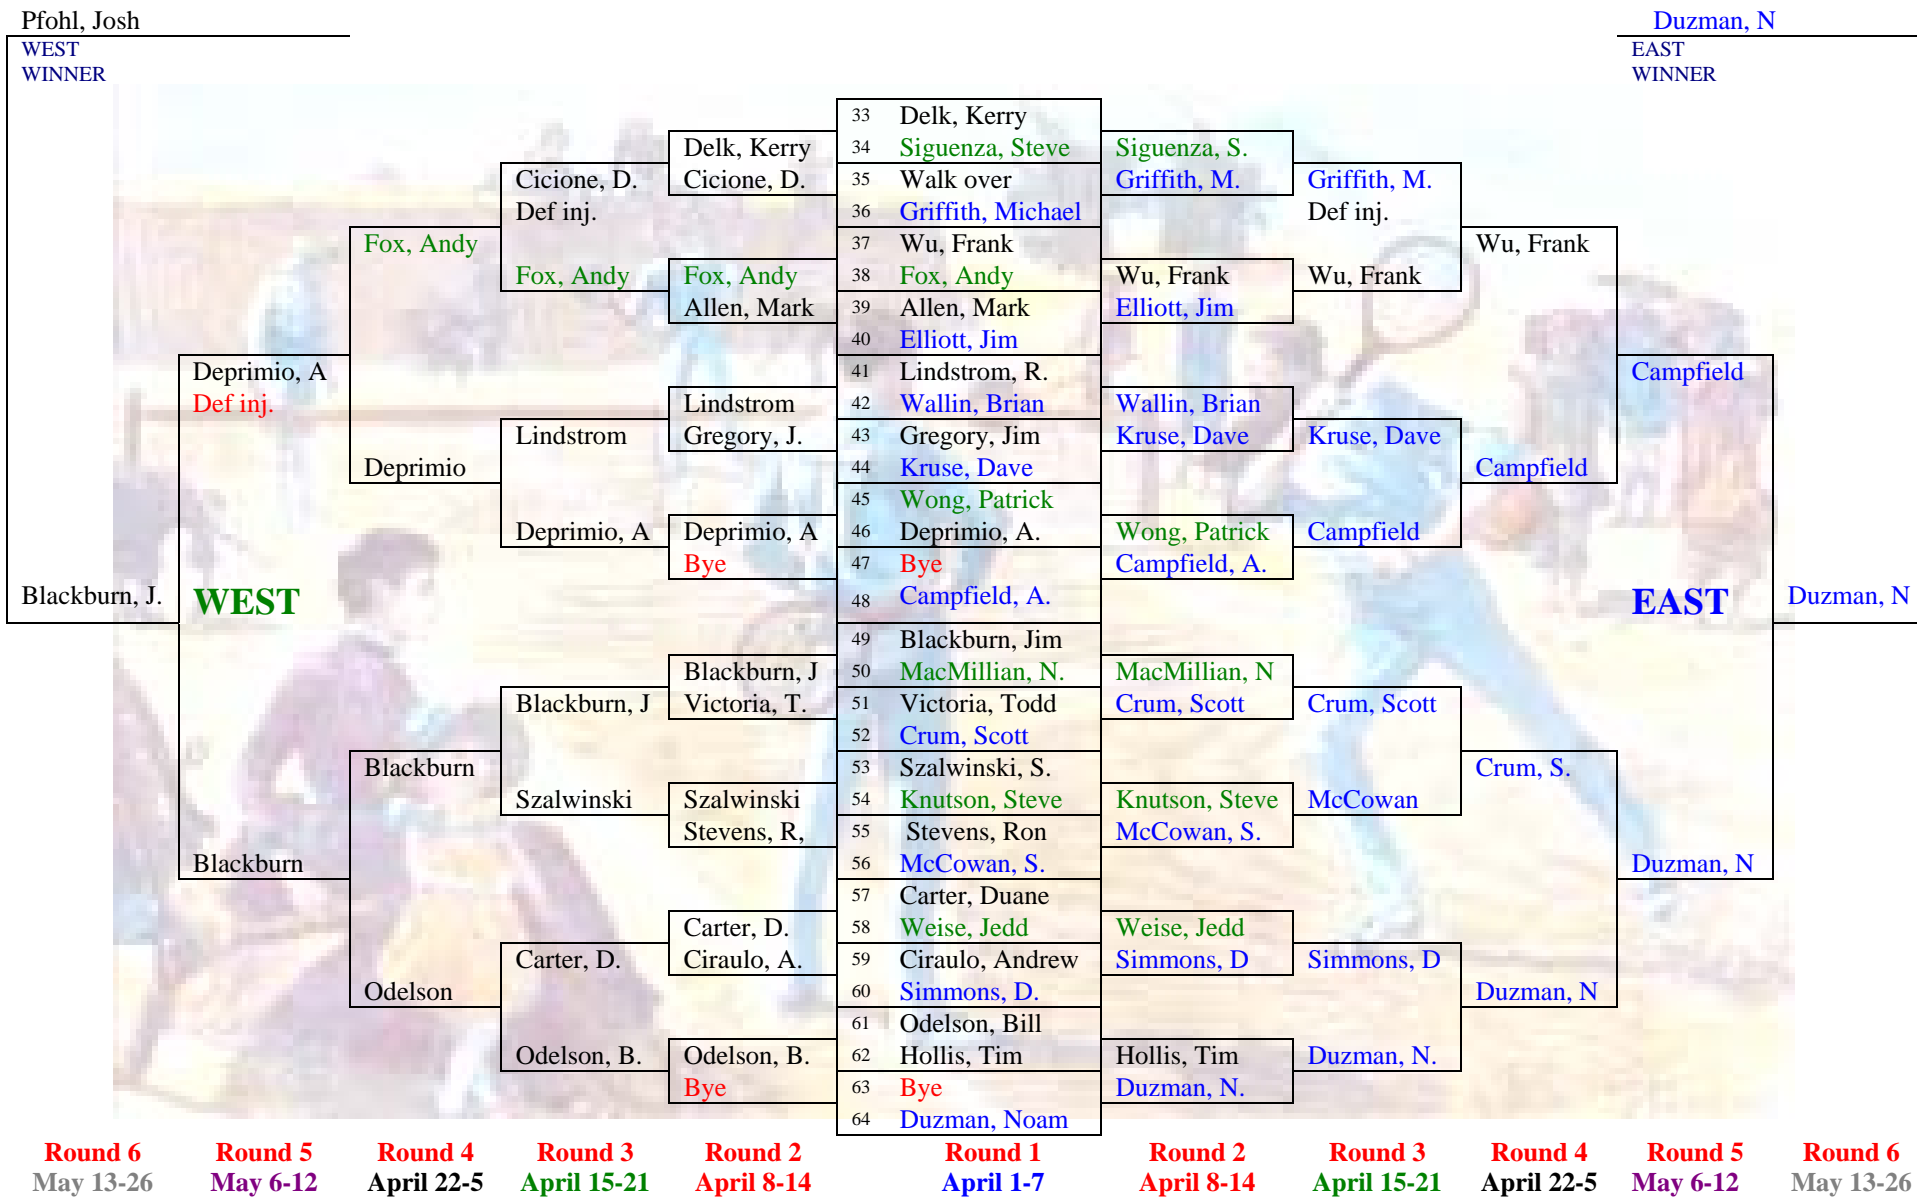 Pfohl, Josh
WEST
WINNER
Duzman, N
EAST
WINNER
Blackburn, J.
WEST
Deprimio, A
Def inj.
Blackburn
Fox, Andy
Deprimio
Blackburn
Odelson
Cicione, D.
Def inj.
Fox, Andy
Lindstrom
Deprimio, A
Blackburn, J
Szalwinski
Carter, D.
Odelson, B.
Delk, Kerry
Cicione, D.
Fox, Andy
Allen, Mark
Lindstrom
Gregory, J.
Deprimio, A
Bye
Blackburn, J
Victoria, T.
Szalwinski
Stevens, R,
Carter, D.
Ciraulo, A.
Odelson, B.
Bye
33 Delk, Kerry
34 Siguenza, Steve
35 Walk over
36 Griffith, Michael
37 Wu, Frank
38 Fox, Andy
39 Allen, Mark
40 Elliott, Jim
41 Lindstrom, R.
42 Wallin, Brian
43 Gregory, Jim
44 Kruse, Dave
45 Wong, Patrick
46 Deprimio, A.
47 Bye
48 Campfield, A.
49 Blackburn, Jim
50 MacMillian, N.
51 Victoria, Todd
52 Crum, Scott
53 Szalwinski, S.
54 Knutson, Steve
55 Stevens, Ron
56 McCowan, S.
57 Carter, Duane
58 Weise, Jedd
59 Ciraulo, Andrew
60 Simmons, D.
61 Odelson, Bill
62 Hollis, Tim
63 Bye
64 Duzman, Noam
Siguenza, S.
Griffith, M.
Wu, Frank
Elliott, Jim
Wallin, Brian
Kruse, Dave
Wong, Patrick
Campfield, A.
MacMillian, N
Crum, Scott
Knutson, Steve
McCowan, S.
Weise, Jedd
Simmons, D
Hollis, Tim
Duzman, N.
Griffith, M.
Def inj.
Wu, Frank
Kruse, Dave
Campfield
Crum, Scott
McCowan
Simmons, D
Duzman, N.
Wu, Frank
Campfield
Crum, S.
Duzman, N
Campfield
EAST
Duzman, N
Duzman, N
Round 6 Round 5 Round 4 Round 3 Round 2 Round 1 Round 2 Round 3 Round 4 Round 5 Round 6
May 13-26 May 6-12 April 22-5 April 15-21 April 8-14 April 1-7 April 8-14 April 15-21 April 22-5 May 6-12 May 13-26